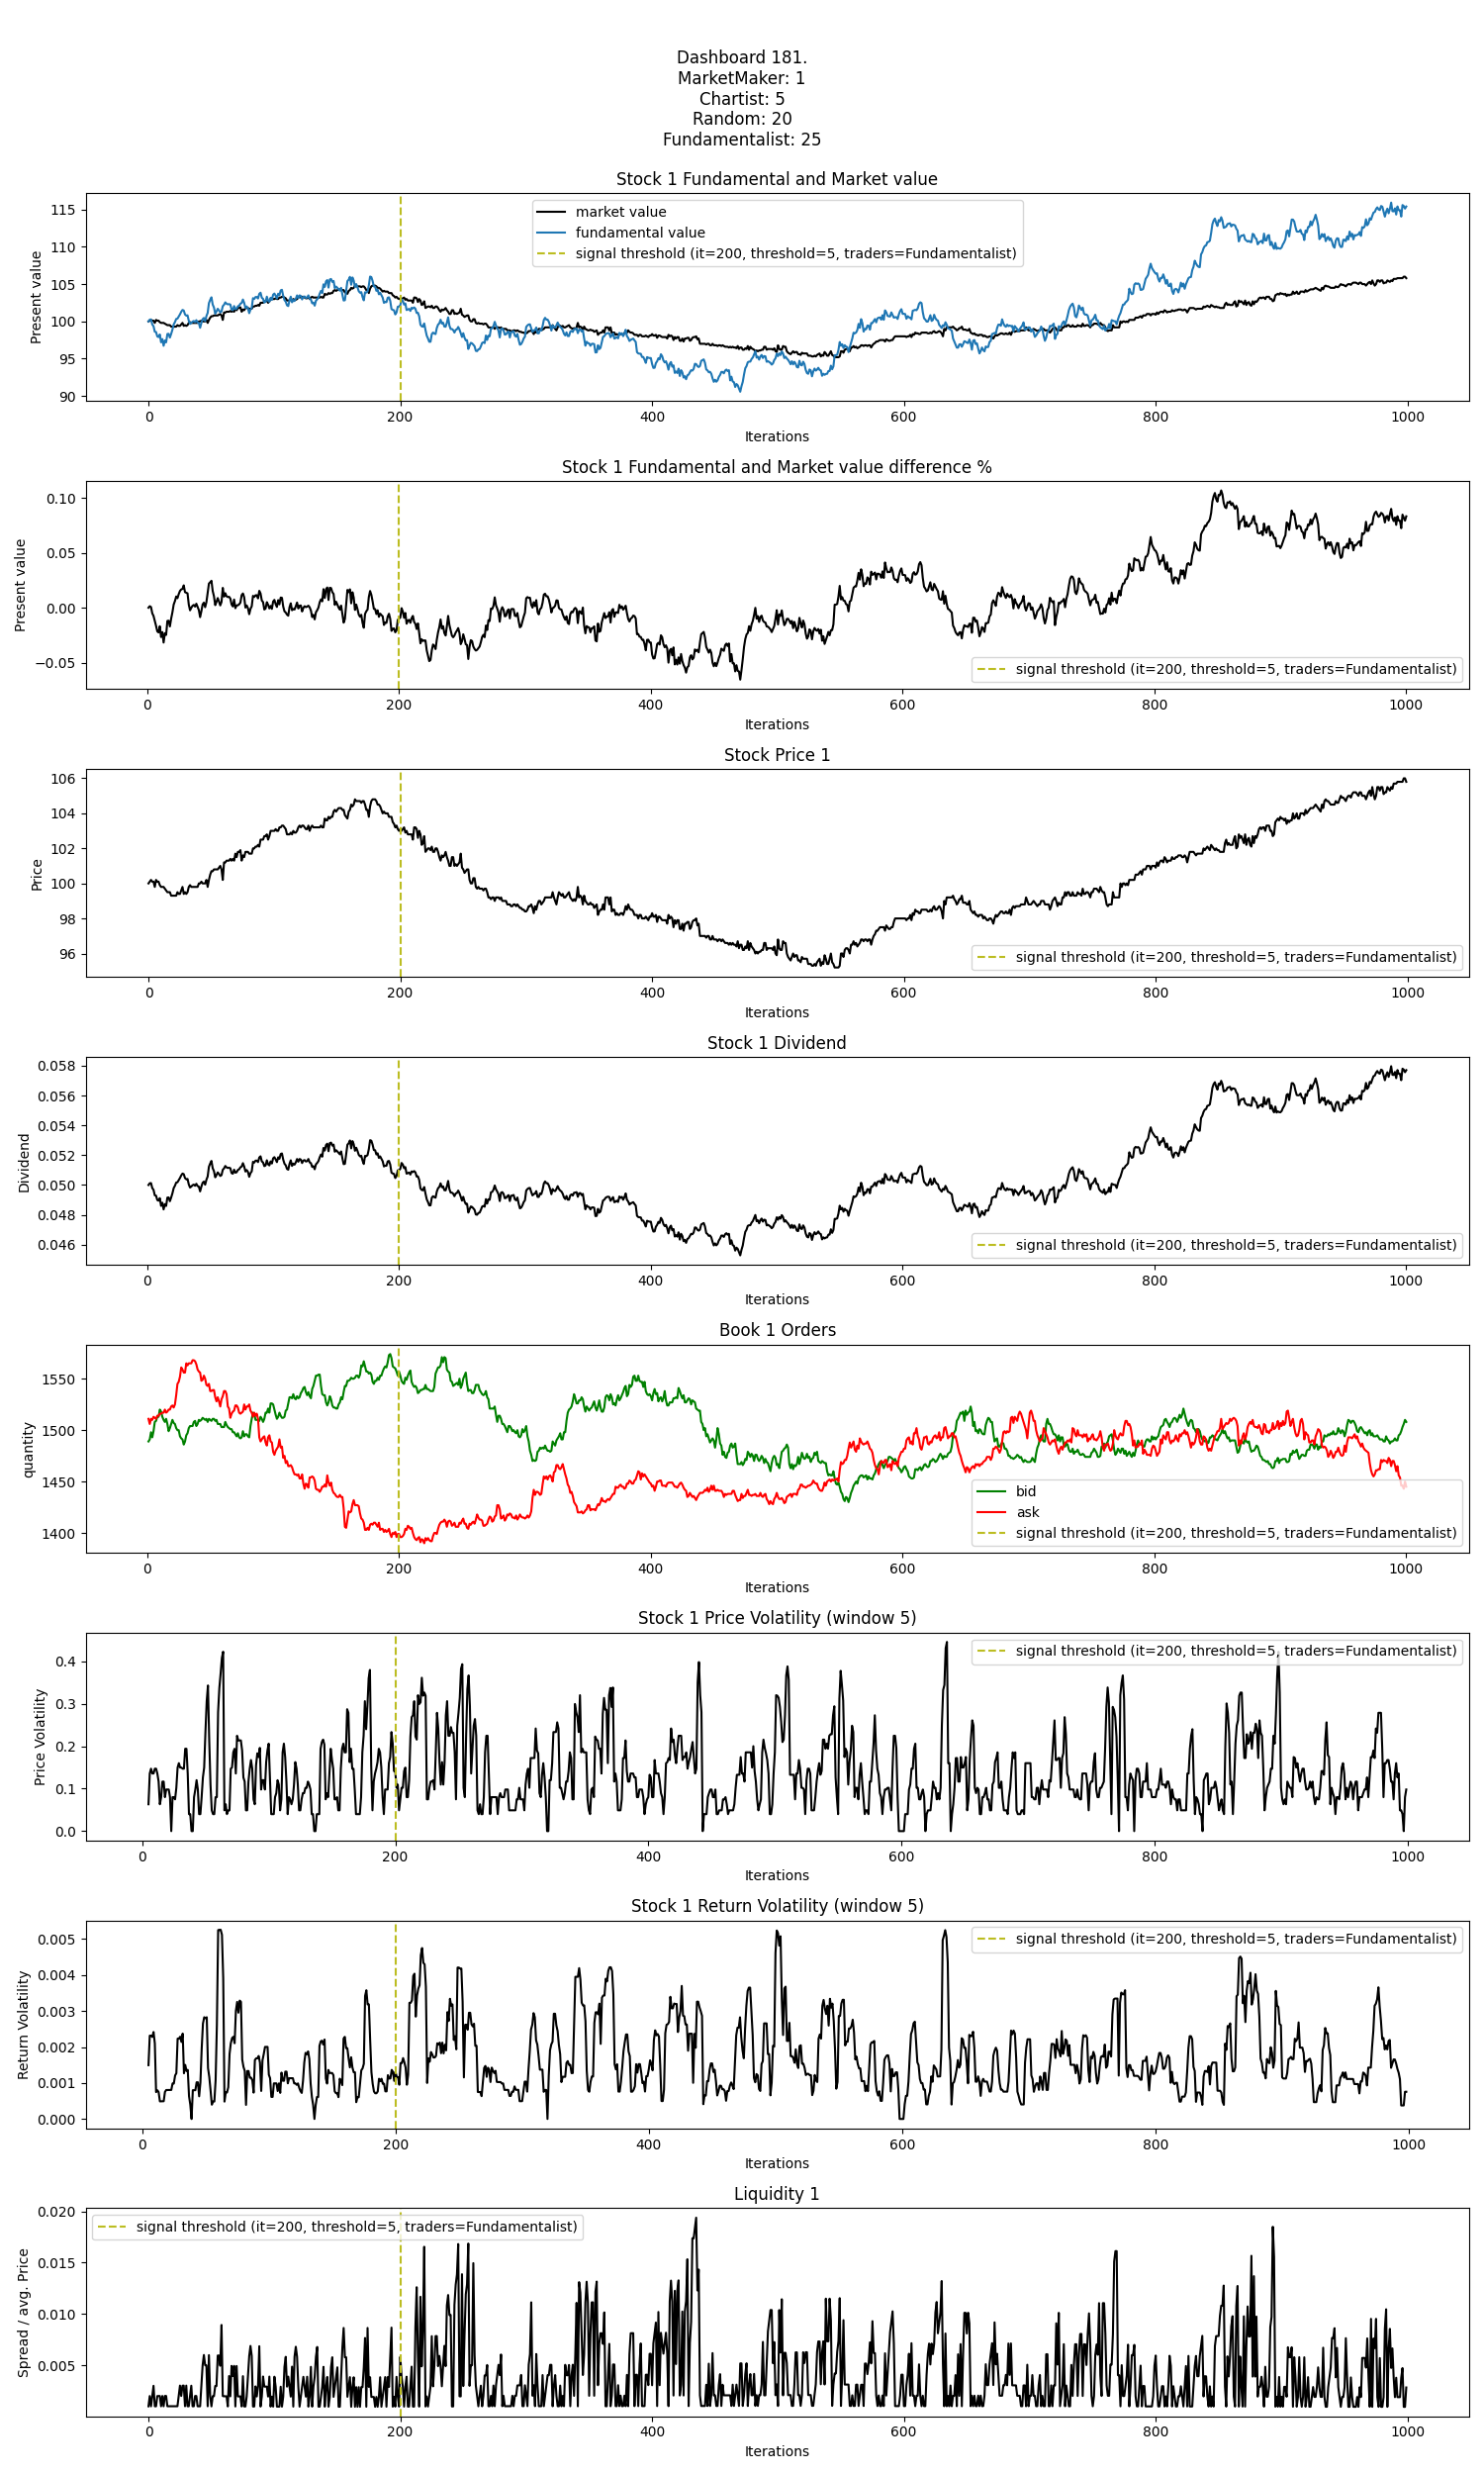 Dashboard 181.
MarketMaker: 1
Chartist: 5
Random: 20
Fundamentalist: 25
Stock 1 Fundamental and Market value
market value
fundamental value
signal threshold (it=200, threshold=5, traders=Fundamentalist)
Present value
115
110
105
100
95
90
0 200 400 600 800 1000
Iterations
Stock 1 Fundamental and Market value difference %
Present value
0.10
0.05
0.00
−0.05
signal threshold (it=200, threshold=5, traders=Fundamentalist)
0 200 400 600 800 1000
Iterations
Stock Price 1
Price
106
104
102
100
98
96
signal threshold (it=200, threshold=5, traders=Fundamentalist)
0 200 400 600 800 1000
Iterations
Stock 1 Dividend
Dividend
0.058
0.056
0.054
0.052
0.050
0.048
0.046
signal threshold (it=200, threshold=5, traders=Fundamentalist)
0 200 400 600 800 1000
Iterations
Book 1 Orders
quantity
1550
1500
1450
1400
bid
ask
signal threshold (it=200, threshold=5, traders=Fundamentalist)
0 200 400 600 800 1000
Iterations
Stock 1 Price Volatility (window 5)
Price Volatility
0.4
0.3
0.2
0.1
0.0
signal threshold (it=200, threshold=5, traders=Fundamentalist)
0 200 400 600 800 1000
Iterations
Stock 1 Return Volatility (window 5)
Return Volatility
0.005
0.004
0.003
0.002
0.001
0.000
signal threshold (it=200, threshold=5, traders=Fundamentalist)
0 200 400 600 800 1000
Iterations
Liquidity 1
Spread / avg. Price
0.020
0.015
0.010
0.005
signal threshold (it=200, threshold=5, traders=Fundamentalist)
0 200 400 600 800 1000
Iterations